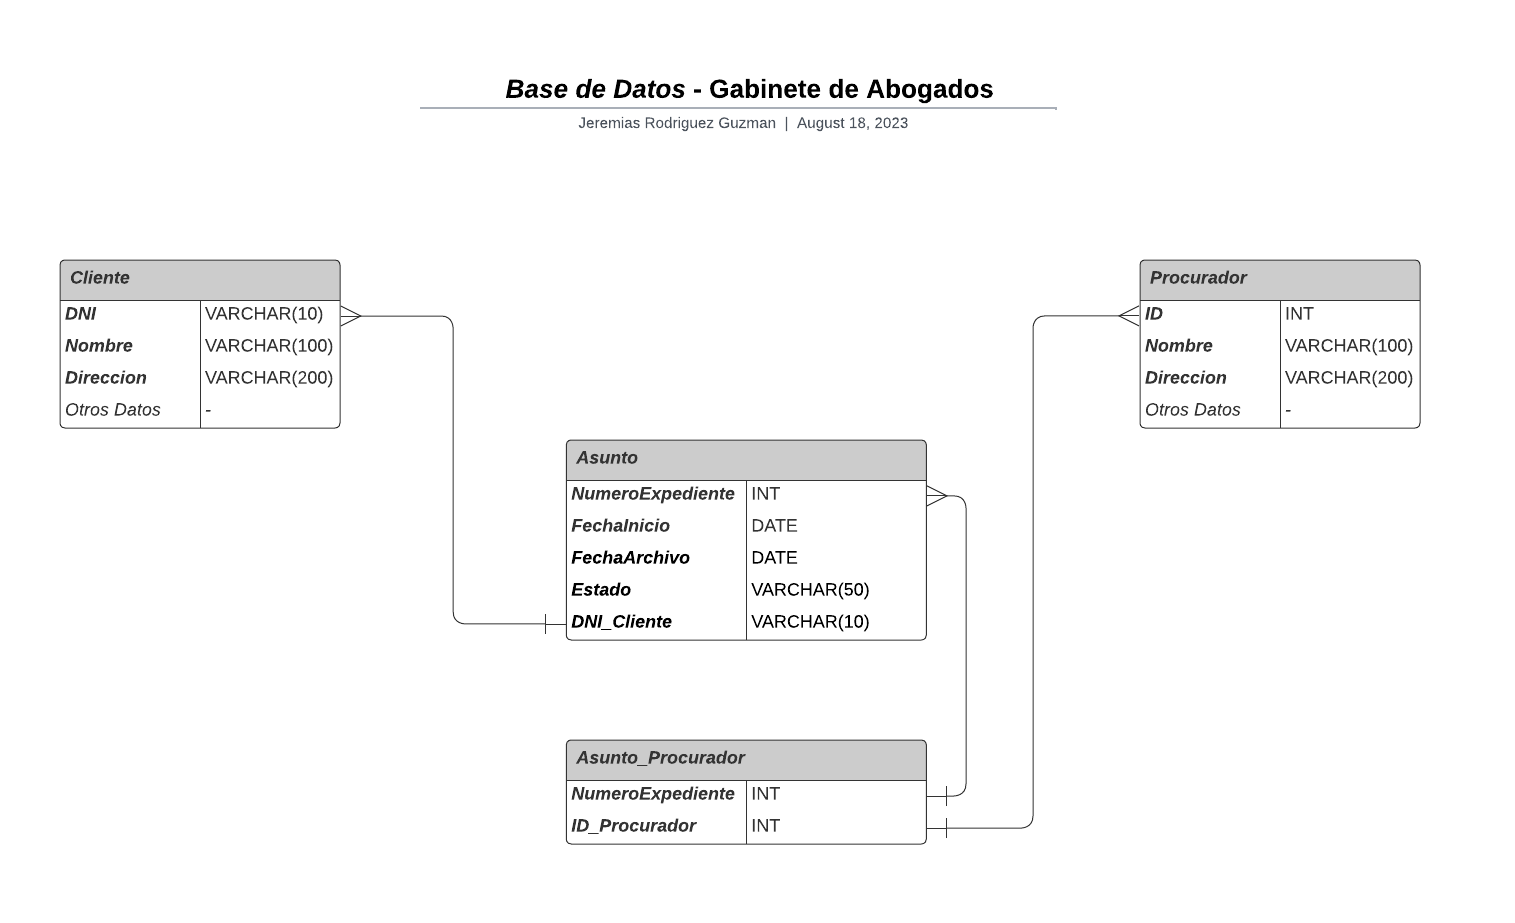 Base de Datos - Gabinete de Abogados
Jeremias Rodriguez Guzman | August 18, 2023
Cliente
DNI VARCHAR(10)
Nombre VARCHAR(100)
Direccion VARCHAR(200)
Otros Datos -
Procurador
ID INT
Nombre VARCHAR(100)
Direccion VARCHAR(200)
Otros Datos -
Asunto
NumeroExpediente INT
FechaInicio DATE
FechaArchivo DATE
Estado VARCHAR(50)
DNI_Cliente VARCHAR(10)
Asunto_Procurador
NumeroExpediente INT
ID_Procurador INT